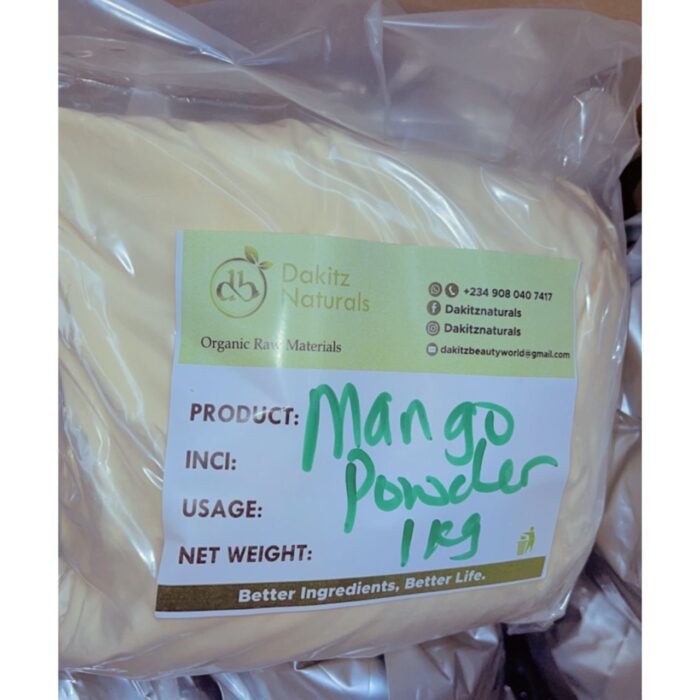 db
Dakitz
Naturals
Organic Raw Materials
+234 908 040 7417
Dakitznaturals
Dakitznaturals
dakitzbeautyworld@gmail.com
PRODUCT: Mango
INCI: Powder
USAGE:
NET WEIGHT: 1kg
Better Ingredients, Better Life.